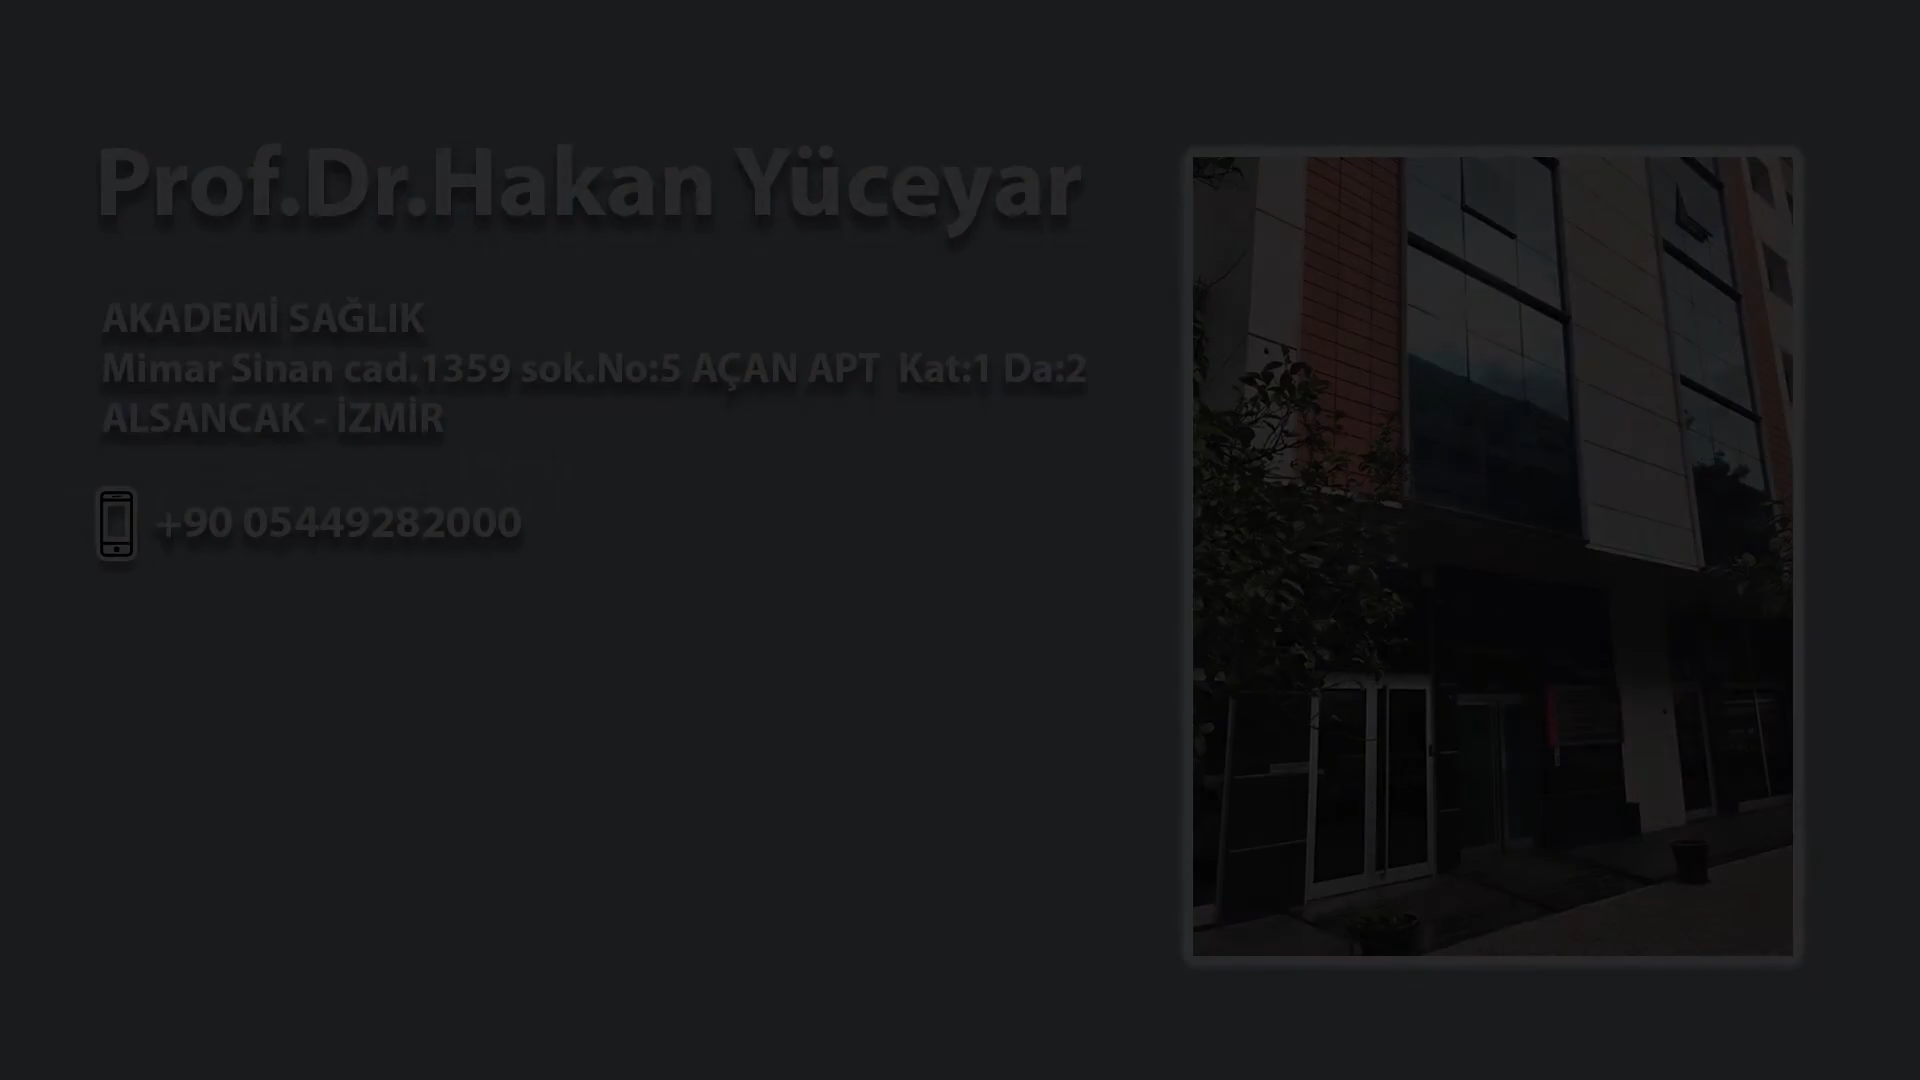 Prof.Dr.Hakan Yüceyar
AKADEMİ SAĞLIK
Mimar Sinan cad.1359 sok.No:5 AÇAN APT  Kat:1 Da:2
ALSANCAK - İZMİR
+90 05449282000